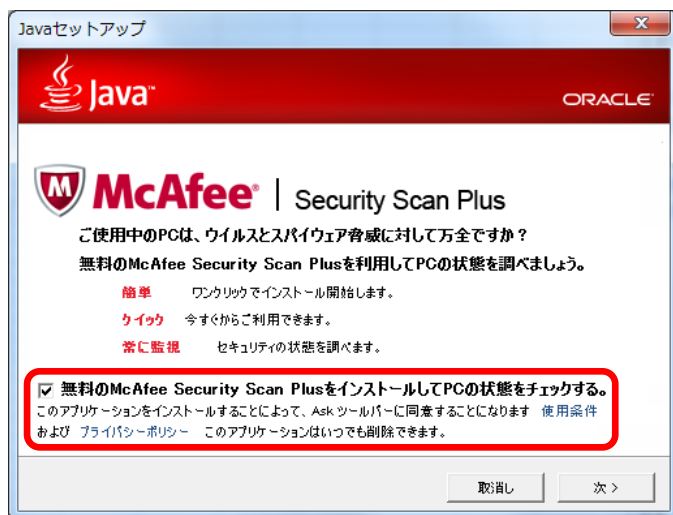 Javaセットアップ
Java™
ORACLE
McAfee® | Security Scan Plus
ご使用中のPCは、ウイルスとスパイウェア脅威に対して万全ですか？
無料のMcAfee Security Scan Plusを利用してPCの状態を調べましょう。
簡単 ワンクリックでインストール開始します。
クイック 今すぐからご利用できます。
常に監視 セキュリティの状態を調べます。
無料のMcAfee Security Scan PlusをインストールしてPCの状態をチェックする。
このアプリケーションをインストールすることによって、Ask ツールバーに同意することになります 使用条件
および プライバシーポリシー このアプリケーションはいつでも削除できます。
取消し 次 >